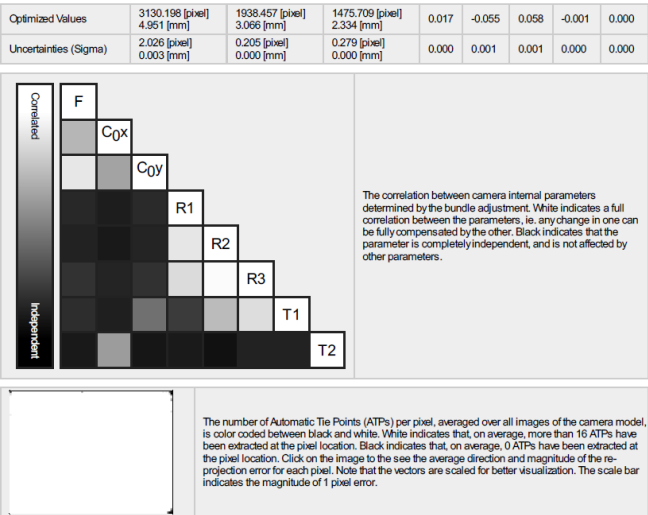 Optimized Values 3130.198 [pixel] 1938.457 [pixel] 1475.709 [pixel] 0.017 -0.055 0.058 -0.001 0.000
4.951 [mm] 3.066 [mm] 2.334 [mm]
Uncertainties (Sigma) 2.026 [pixel] 0.205 [pixel] 0.279 [pixel] 0.000 0.001 0.001 0.000 0.000
0.003 [mm] 0.000 [mm] 0.000 [mm]
Correlated
Independent
F
C0x
C0y
R1
R2
R3
T1
T2
The correlation between camera internal parameters
determined by the bundle adjustment. White indicates a full
correlation between the parameters, ie. any change in one can
be fully compensated by the other. Black indicates that the
parameter is completely independent, and is not affected by
other parameters.
The number of Automatic Tie Points (ATPs) per pixel, averaged over all images of the camera model,
is color coded between black and white. White indicates that, on average, more than 16 ATPs have
been extracted at the pixel location. Black indicates that, on average, 0 ATPs have been extracted at
the pixel location. Click on the image to the see the average direction and magnitude of the re-
projection error for each pixel. Note that the vectors are scaled for better visualization. The scale bar
indicates the magnitude of 1 pixel error.